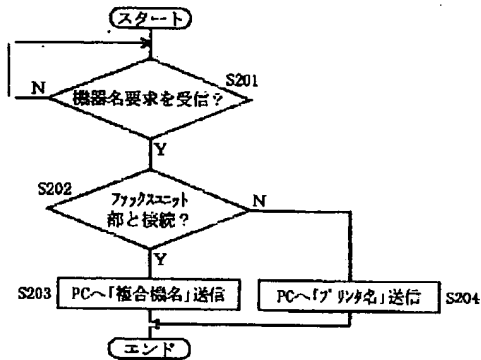 スタート
S201
N
機器名要求を受信？
Y
S202
ファックスユニット
部と接続？
N
Y
S203
PCへ「複合機名」送信
PCへ「プリンタ名」送信
S204
エンド